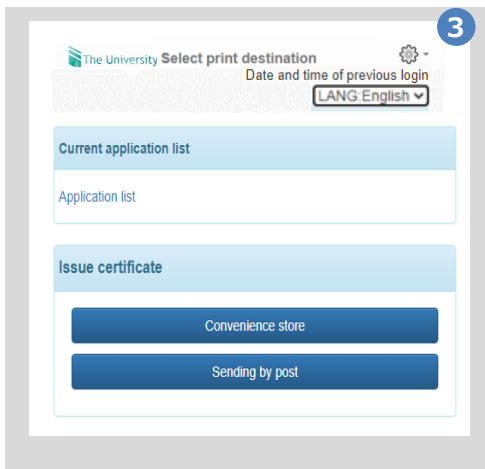 3
The University Select print destination
Date and time of previous login
LANG:English
Current application list
Application list
Issue certificate
Convenience store
Sending by post